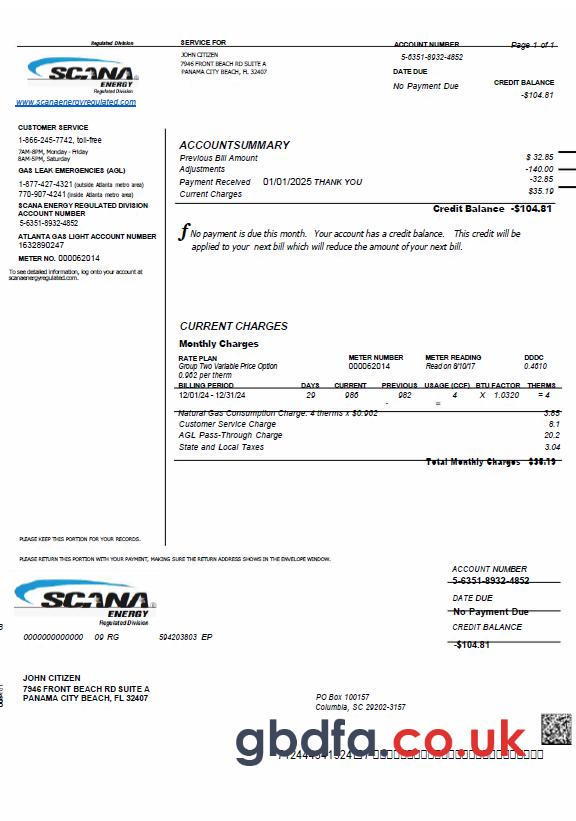 Regulated Division
SERVICE FOR
JOHN CITIZEN
7946 FRONT BEACH RD SUITE A
PANAMA CITY BEACH, FL 32407
ACCOUNT NUMBER
5-6351-8932-4852
DATE DUE
No Payment Due
Page 1 of 1
CREDIT BALANCE
-$104.81
SCANA
ENERGY
Regulated Division
www.scanaenergyregulated.com
CUSTOMER SERVICE
1-866-245-7742, toll-free
7AM-8PM, Monday - Friday
8AM-5PM, Saturday
GAS LEAK EMERGENCIES (AGL)
1-877-427-4321 (outside Atlanta metro area)
770-907-4241 (inside Atlanta metro area)
SCANA ENERGY REGULATED DIVISION
ACCOUNT NUMBER
5-6351-8932-4852
ATLANTA GAS LIGHT ACCOUNT NUMBER
1632890247
METER NO. 000062014
To see detailed information, log onto your account at
scanaenergyregulated.com.
ACCOUNTSUMMARY
Previous Bill Amount $ 32.85
Adjustments -140.00
Payment Received 01/01/2025 THANK YOU -32.85
Current Charges $35.19
Credit Balance -$104.81
f No payment is due this month. Your account has a credit balance. This credit will be
applied to your next bill which will reduce the amount of your next bill.
CURRENT CHARGES
Monthly Charges
RATE PLAN METER NUMBER METER READING DDDC
Group Two Variable Price Option 000062014 Read on 8/10/17 0.4610
0.962 per therm
BILLING PERIOD DAYS CURRENT PREVIOUS USAGE (CCF) BTU FACTOR THERMS
12/01/24 - 12/31/24 29 986 - 982 = 4 X 1.0320 = 4
Natural Gas Consumption Charge: 4 therms x $0.962 3.85
Customer Service Charge 8.1
AGL Pass-Through Charge 20.2
State and Local Taxes 3.04
Total Monthly Charges $35.19
PLEASE KEEP THIS PORTION FOR YOUR RECORDS.
PLEASE RETURN THIS PORTION WITH YOUR PAYMENT, MAKING SURE THE RETURN ADDRESS SHOWS IN THE ENVELOPE WINDOW.
SCANA
ENERGY
Regulated Division
ACCOUNT NUMBER
5-6351-8932-4852
DATE DUE
No Payment Due
CREDIT BALANCE
-$104.81
0000000000000 09 RG 594203803 EP
JOHN CITIZEN
7946 FRONT BEACH RD SUITE A
PANAMA CITY BEACH, FL 32407
PO Box 100157
Columbia, SC 29202-3157
gbdfa.co.uk